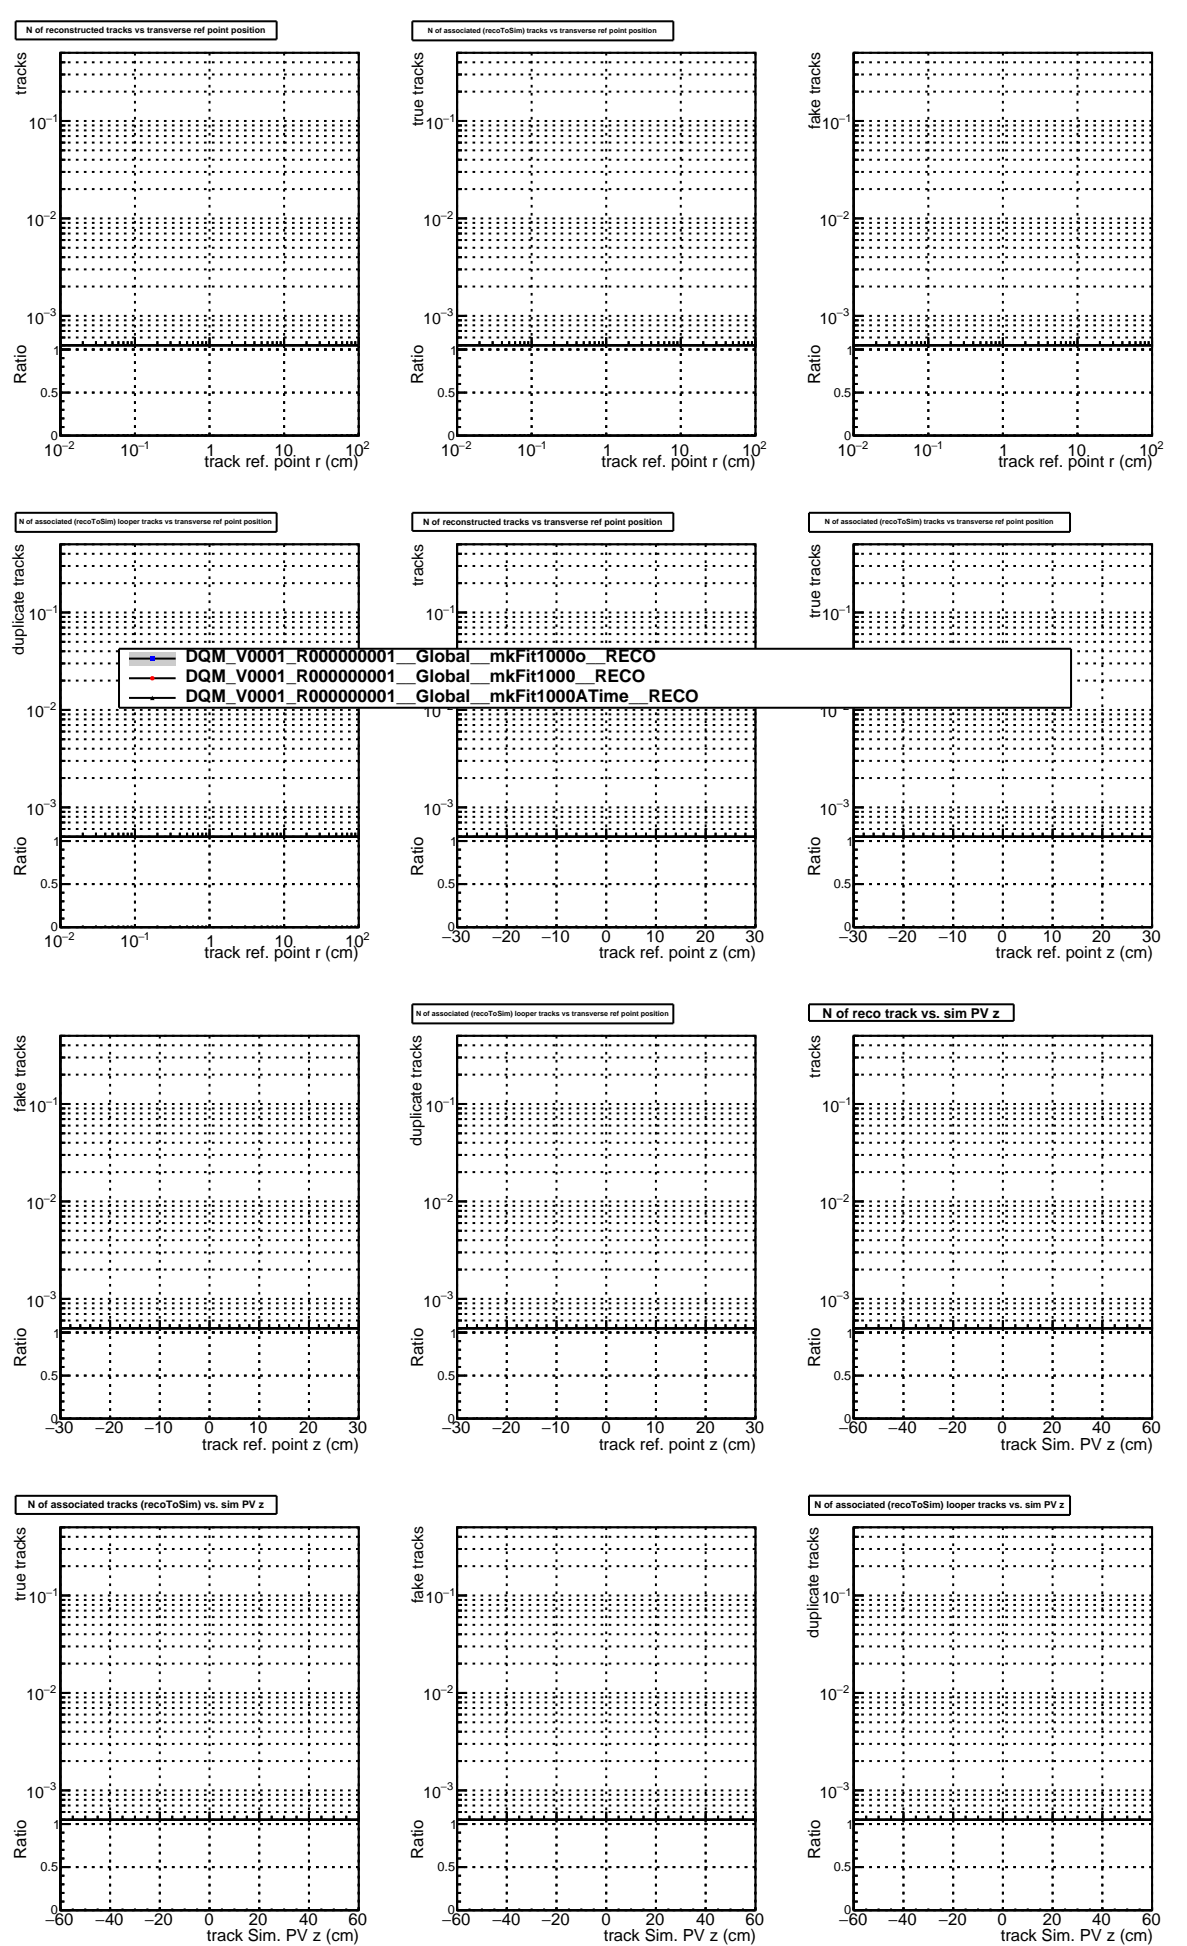 N of reconstructed tracks vs transverse ref point position
tracks
10⁻¹
10⁻²
10⁻³
Ratio
1
0.5
0
10⁻² 10⁻¹ 1 10 10²
track ref. point r (cm)
N of associated (recoToSim) tracks vs transverse ref point position
true tracks
10⁻¹
10⁻²
10⁻³
Ratio
1
0.5
0
10⁻² 10⁻¹ 1 10 10²
track ref. point r (cm)
fake tracks
10⁻¹
10⁻²
10⁻³
Ratio
1
0.5
0
10⁻² 10⁻¹ 1 10 10²
track ref. point r (cm)
N of associated (recoToSim) looper tracks vs transverse ref point position
duplicate tracks
10⁻¹
10⁻²
10⁻³
Ratio
1
0.5
0
10⁻² 10⁻¹ 1 10 10²
track ref. point r (cm)
N of reconstructed tracks vs transverse ref point position
tracks
10⁻¹
10⁻²
10⁻³
Ratio
1
0.5
0
−30 −20 −10 0 10 20 30
track ref. point z (cm)
N of associated (recoToSim) tracks vs transverse ref point position
true tracks
10⁻¹
10⁻²
10⁻³
Ratio
1
0.5
0
−30 −20 −10 0 10 20 30
track ref. point z (cm)
DQM_V0001_R000000001__Global__mkFit1000o__RECO
DQM_V0001_R000000001__Global__mkFit1000__RECO
DQM_V0001_R000000001__Global__mkFit1000ATime__RECO
fake tracks
10⁻¹
10⁻²
10⁻³
Ratio
1
0.5
0
−30 −20 −10 0 10 20 30
track ref. point z (cm)
N of associated (recoToSim) looper tracks vs transverse ref point position
duplicate tracks
10⁻¹
10⁻²
10⁻³
Ratio
1
0.5
0
−30 −20 −10 0 10 20 30
track ref. point z (cm)
N of reco track vs. sim PV z
tracks
10⁻¹
10⁻²
10⁻³
Ratio
1
0.5
0
−60 −40 −20 0 20 40 60
track Sim. PV z (cm)
N of associated tracks (recoToSim) vs. sim PV z
true tracks
10⁻¹
10⁻²
10⁻³
Ratio
1
0.5
0
−60 −40 −20 0 20 40 60
track Sim. PV z (cm)
fake tracks
10⁻¹
10⁻²
10⁻³
Ratio
1
0.5
0
−60 −40 −20 0 20 40 60
track Sim. PV z (cm)
N of associated (recoToSim) looper tracks vs. sim PV z
duplicate tracks
10⁻¹
10⁻²
10⁻³
Ratio
1
0.5
0
−60 −40 −20 0 20 40 60
track Sim. PV z (cm)